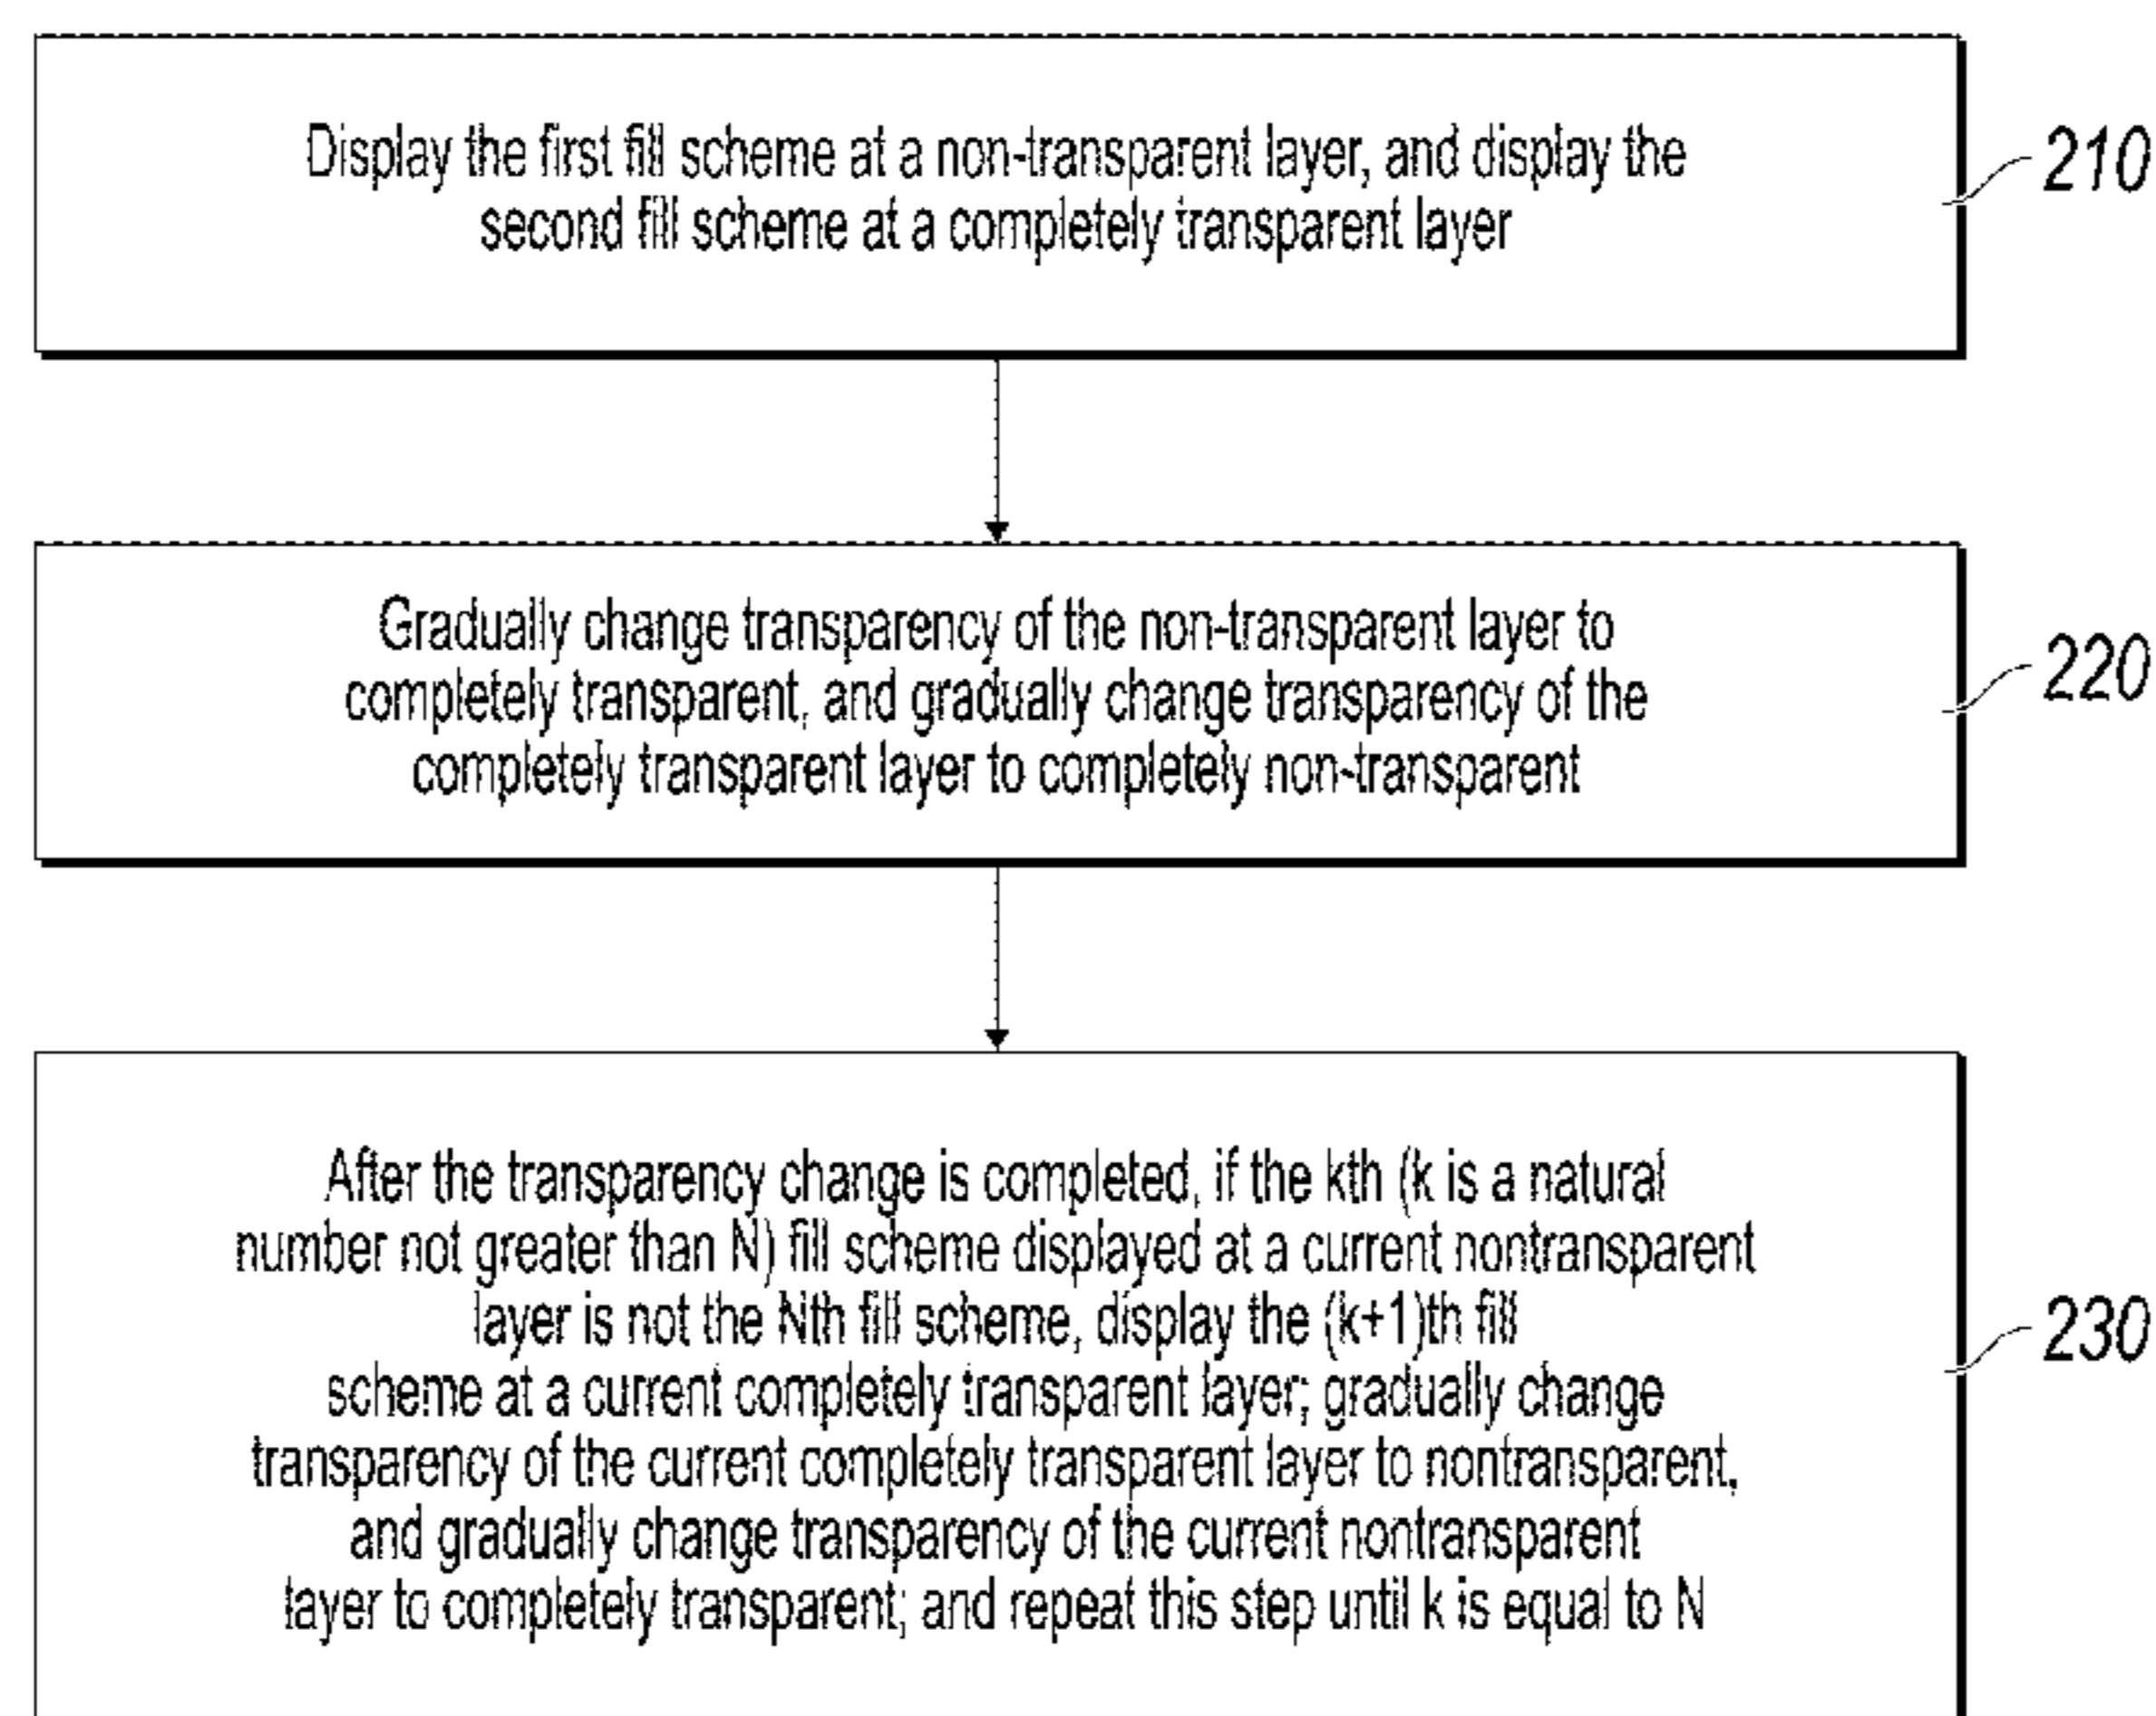 Display the first fill scheme at a non-transparent layer, and display the
second fill scheme at a completely transparent layer
210
Gradually change transparency of the non-transparent layer to
completely transparent, and gradually change transparency of the
completely transparent layer to completely non-transparent
220
After the transparency change is completed, if the kth (k is a natural
number not greater than N) fill scheme displayed at a current nontransparent
layer is not the Nth fill scheme, display the (k+1)th fill
scheme at a current completely transparent layer; gradually change
transparency of the current completely transparent layer to nontransparent,
and gradually change transparency of the current nontransparent
layer to completely transparent; and repeat this step until k is equal to N
230